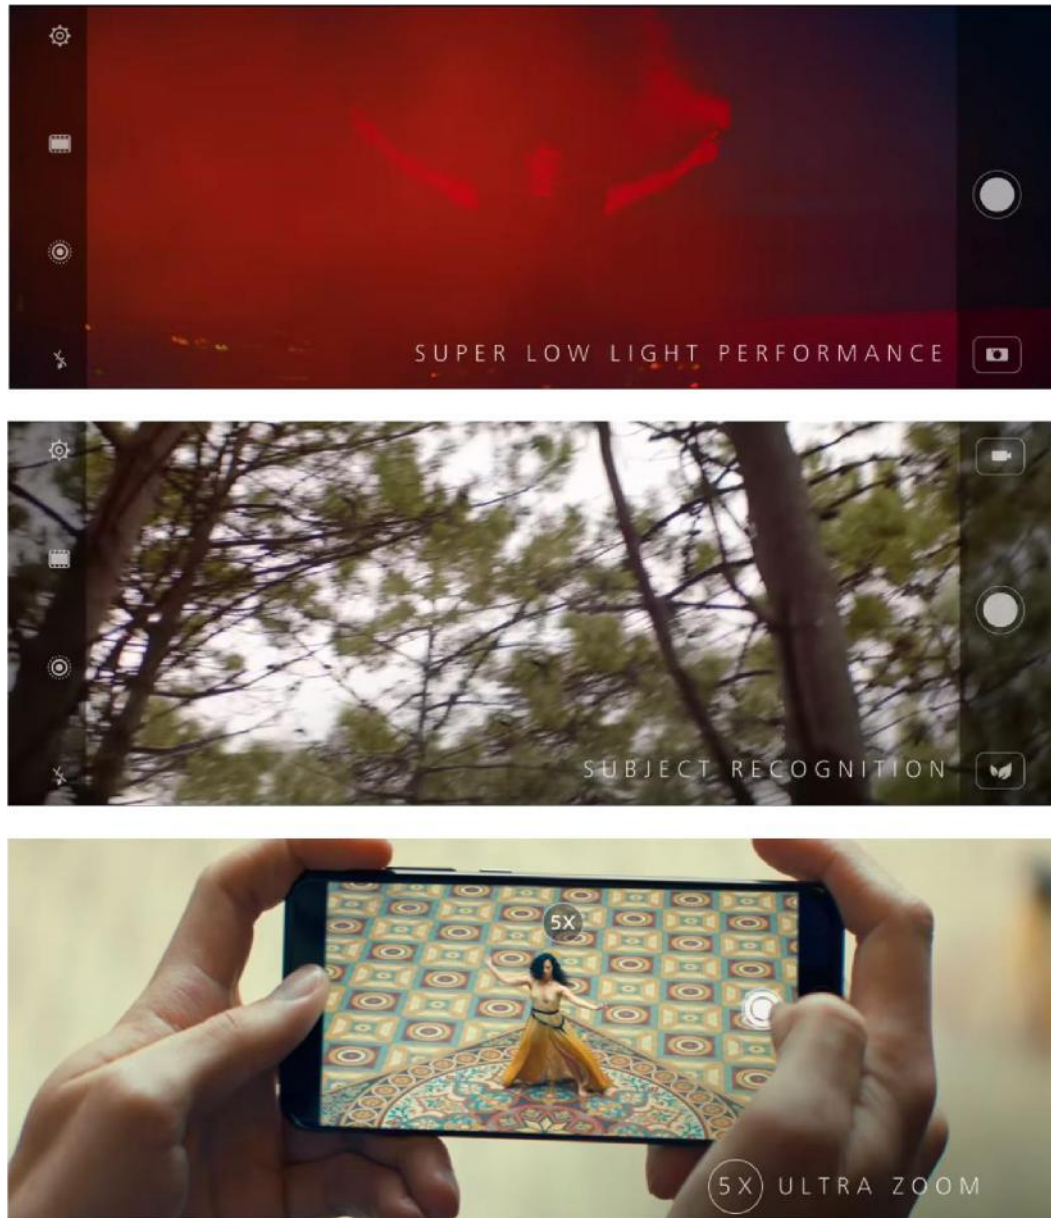 SUPER LOW LIGHT PERFORMANCE
SUBJECT RECOGNITION
5X
5X ULTRA ZOOM